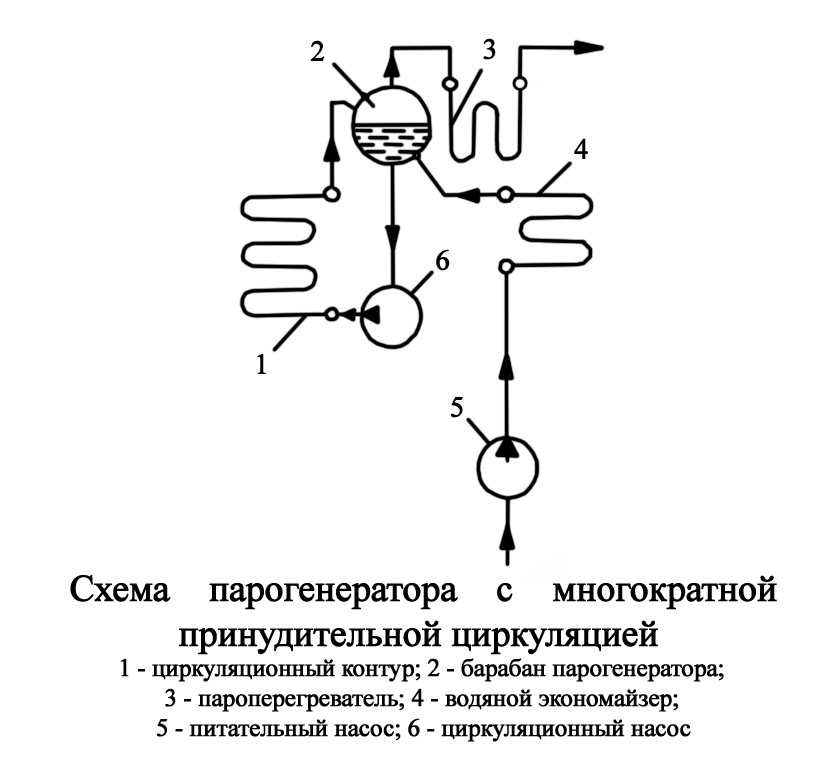 2
3
4
6
1
5
Схема парогенератора с многократной
принудительной циркуляцией
1 - циркуляционный контур; 2 - барабан парогенератора;
3 - пароперегреватель; 4 - водяной экономайзер;
5 - питательный насос; 6 - циркуляционный насос